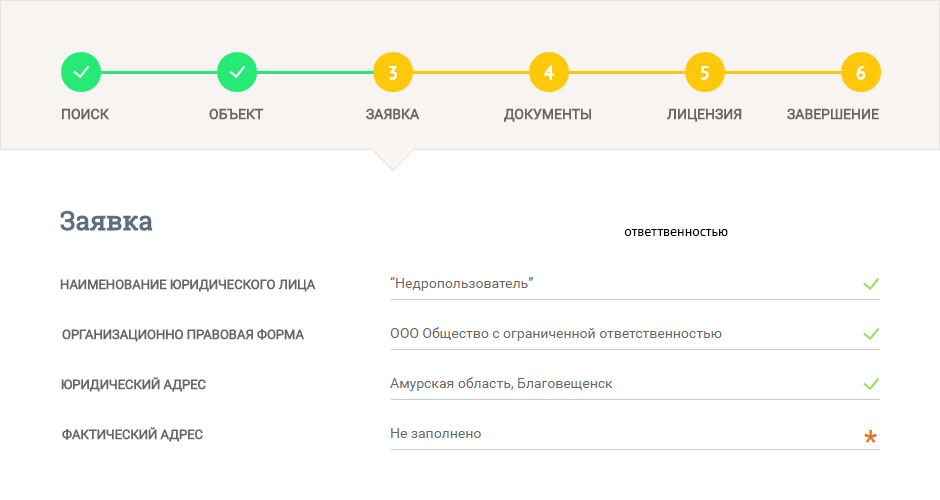 3 4 5 6
ПОИСК ОБЪЕКТ ЗАЯВКА ДОКУМЕНТЫ ЛИЦЕНЗИЯ ЗАВЕРШЕНИЕ
Заявка
ответтвенностью
НАИМЕНОВАНИЕ ЮРИДИЧЕСКОГО ЛИЦА “Недропользователь”
ОРГАНИЗАЦИОННО ПРАВОВАЯ ФОРМА ООО Общество с ограниченной ответственностью
ЮРИДИЧЕСКИЙ АДРЕС Амурская область, Благовещенск
ФАКТИЧЕСКИЙ АДРЕС Не заполнено *